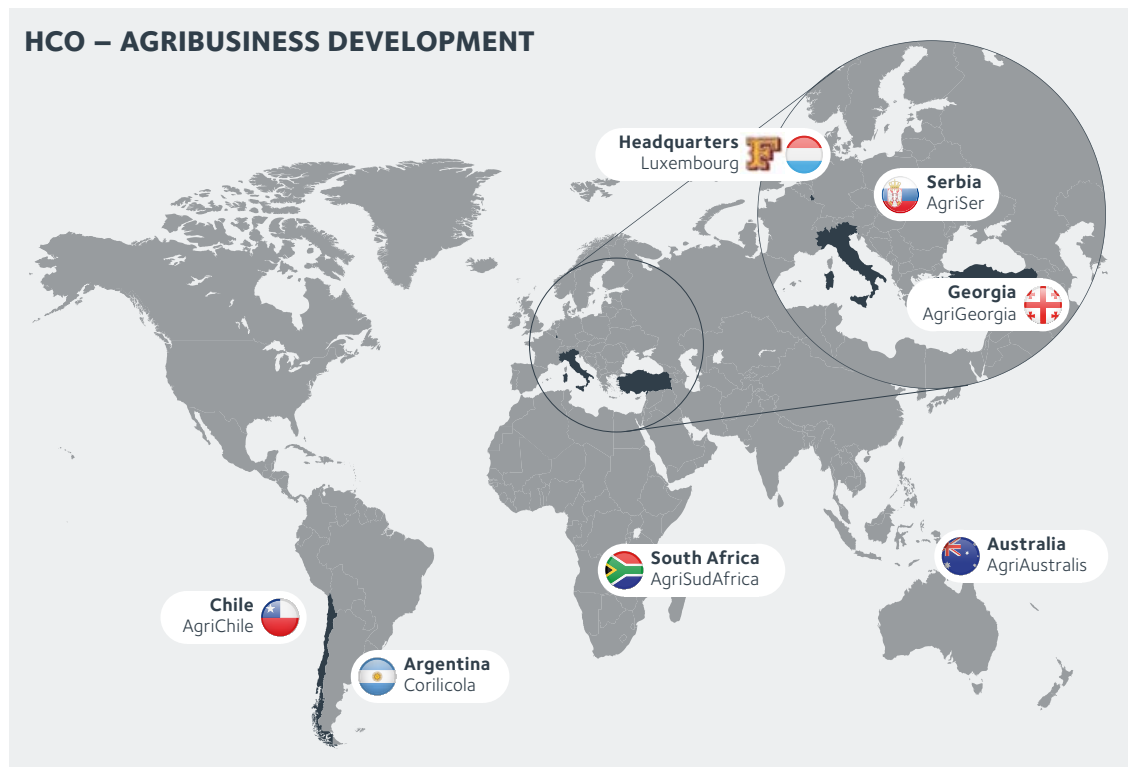 HCO – AGRIBUSINESS DEVELOPMENT
Headquarters
Luxembourg
F
Serbia
AgriSer
Georgia
AgriGeorgia
South Africa
AgriSudAfrica
Australia
AgriAustralis
Chile
AgriChile
Argentina
Corilicola